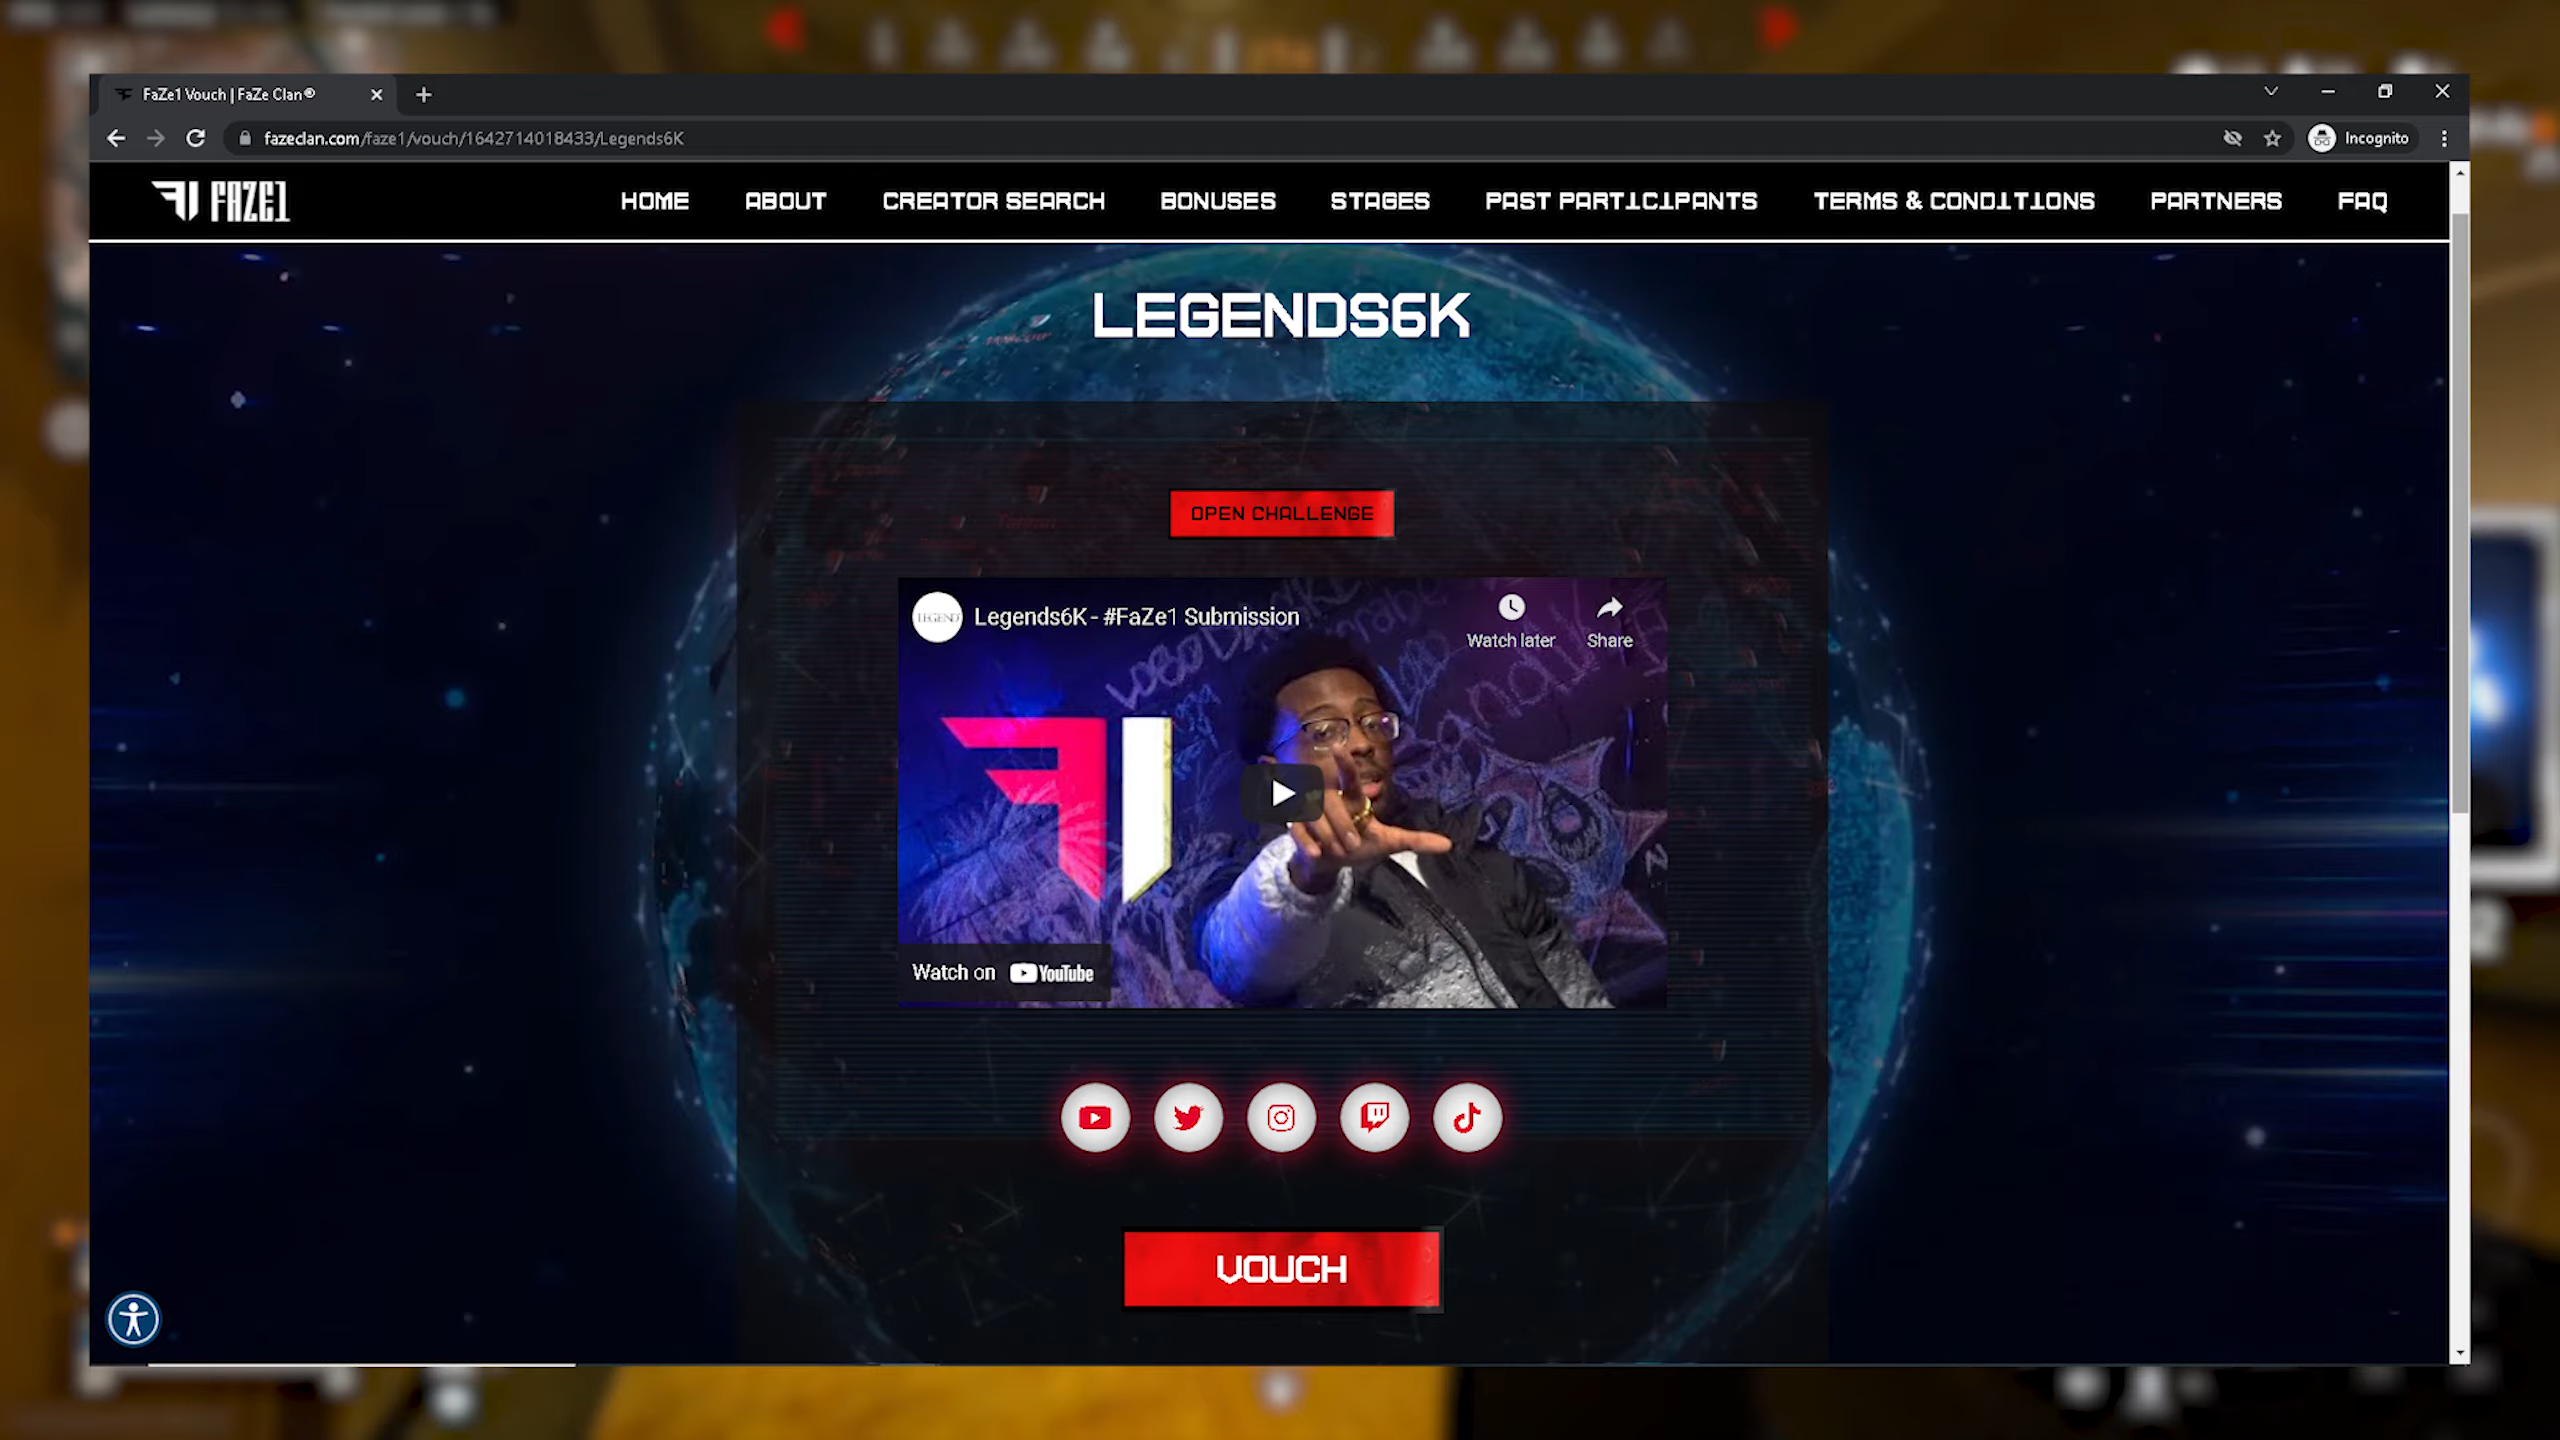 FaZe1 Vouch | FaZe Clan®
fazeclan.com/faze1/vouch/1642714018433/Legends6K
Incognito
FAZE1
HOME ABOUT CREATOR SEARCH BONUSES STAGES PAST PARTICIPANTS TERMS & CONDITIONS PARTNERS FAQ
LEGENDS6K
OPEN CHALLENGE
LEGEND
Legends6K - #FaZe1 Submission
Watch later
Share
Watch on YouTube
VOUCH